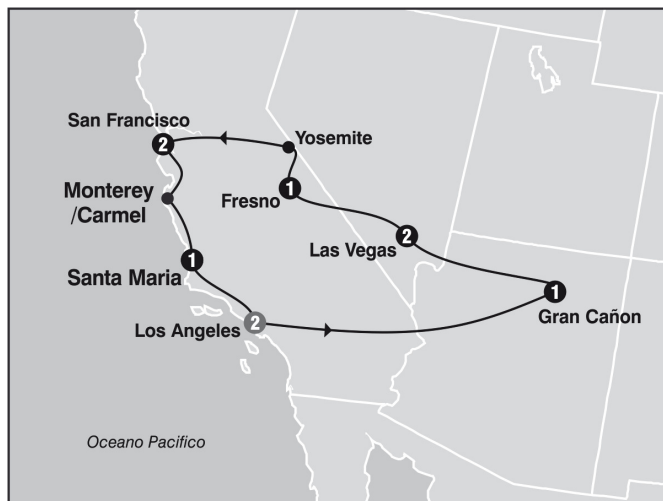 San Francisco
2
Yosemite
Monterey
/Carmel
Fresno
1
Las Vegas
2
Santa Maria
1
1
Gran Cañon
Los Angeles
2
Oceano Pacifico